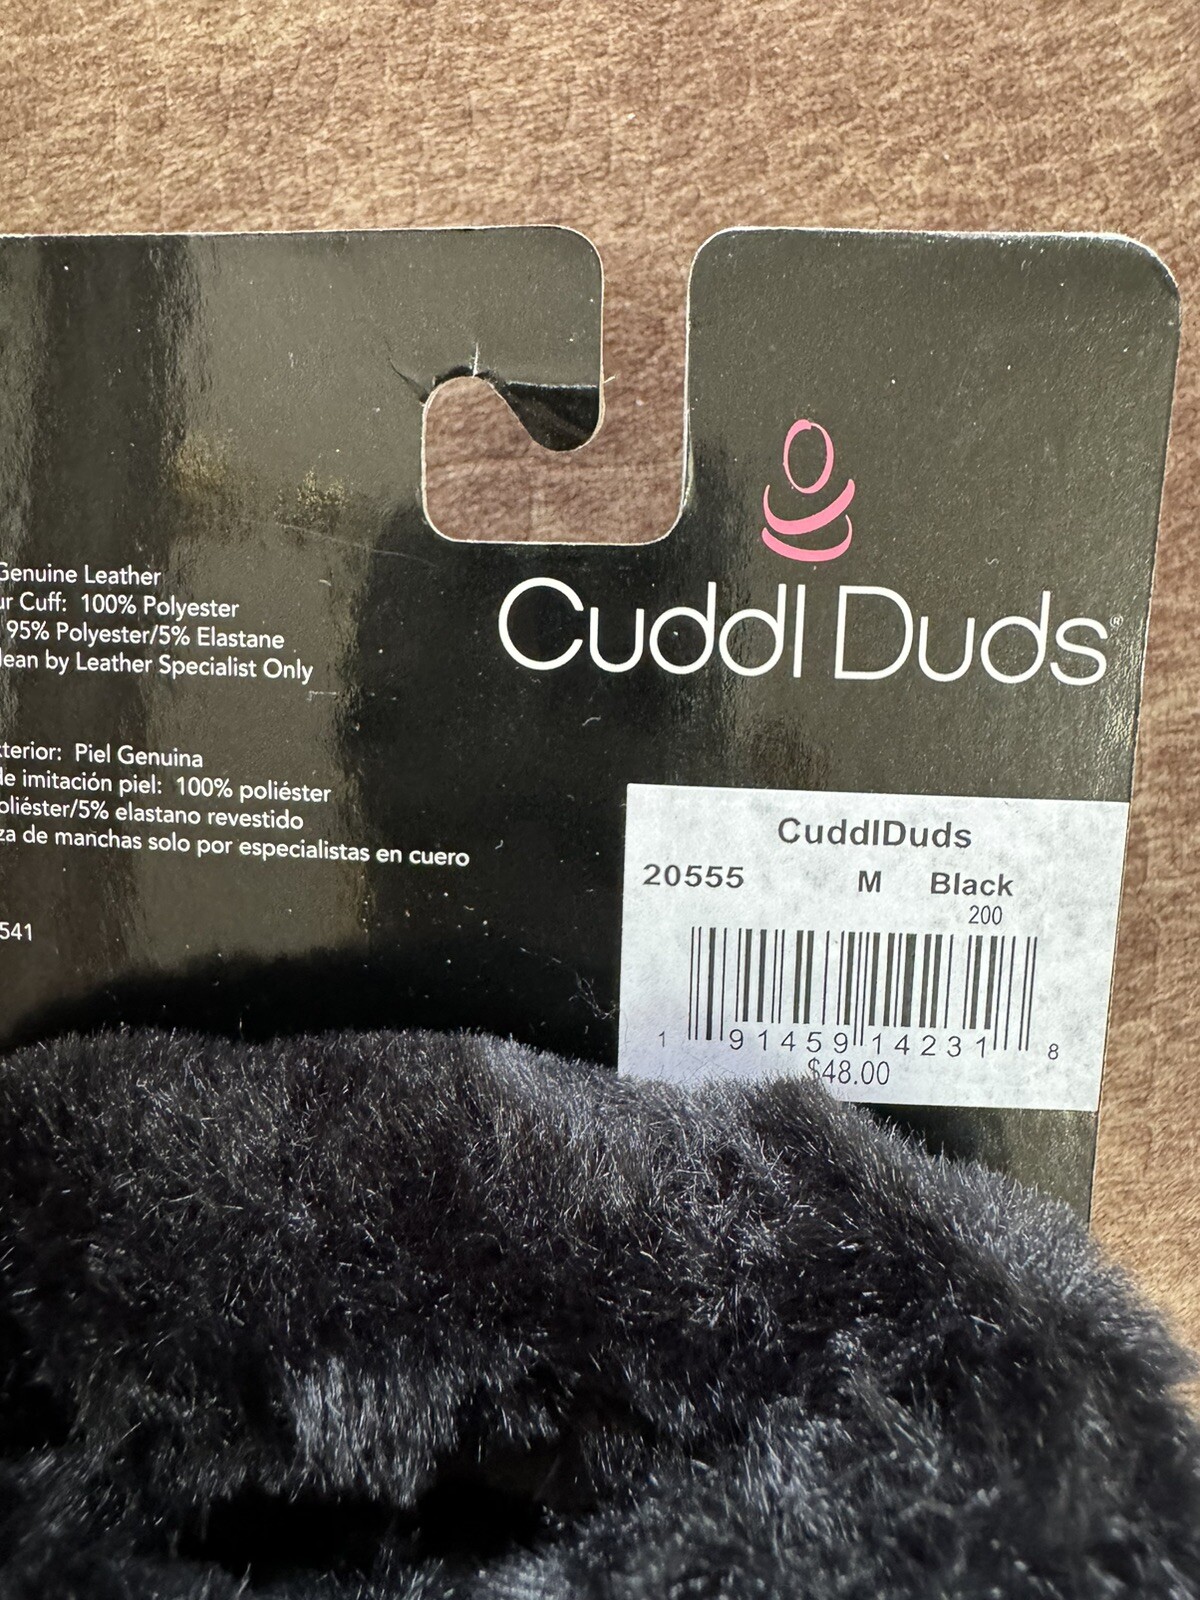 Genuine Leather
ur Cuff: 100% Polyester
95% Polyester/5% Elastane
lean by Leather Specialist Only
xterior: Piel Genuina
de imitación piel: 100% poliéster
oliéster/5% elastano revestido
za de manchas solo por especialistas en cuero
541
Cuddl Duds®
CuddlDuds
20555 M Black
200
1 91459 14231 8
$48.00